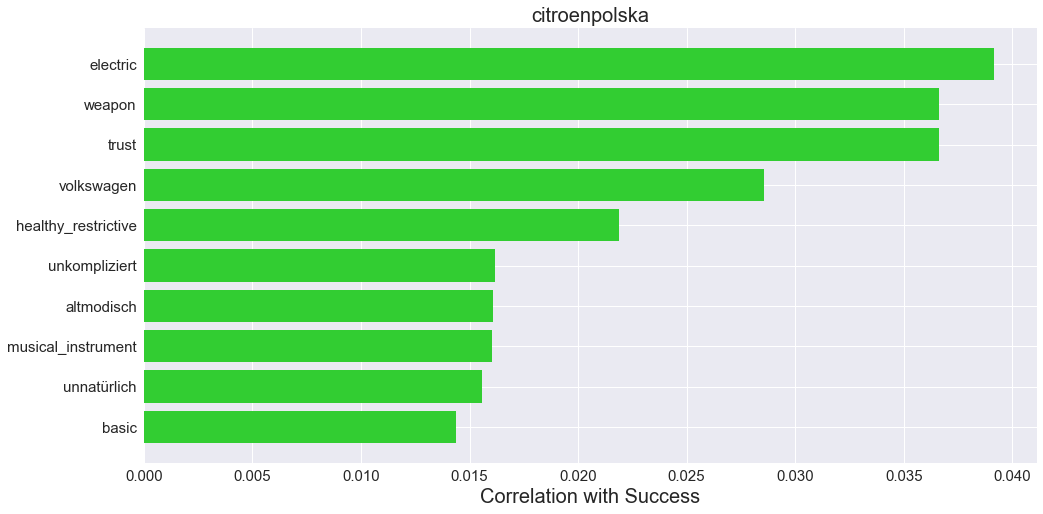 citroenpolska
electric
weapon
trust
volkswagen
healthy_restrictive
unkompliziert
altmodisch
musical_instrument
unnatürlich
basic
0.000 0.005 0.010 0.015 0.020 0.025 0.030 0.035 0.040
Correlation with Success